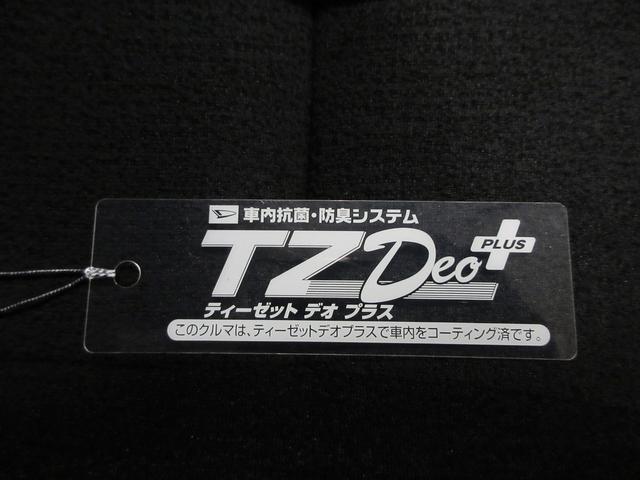 車内抗菌・防臭システム
TZ Deo PLUS
ティーゼット デオ プラス
このクルマは、ティーゼットデオプラスで車内をコーティング済です。